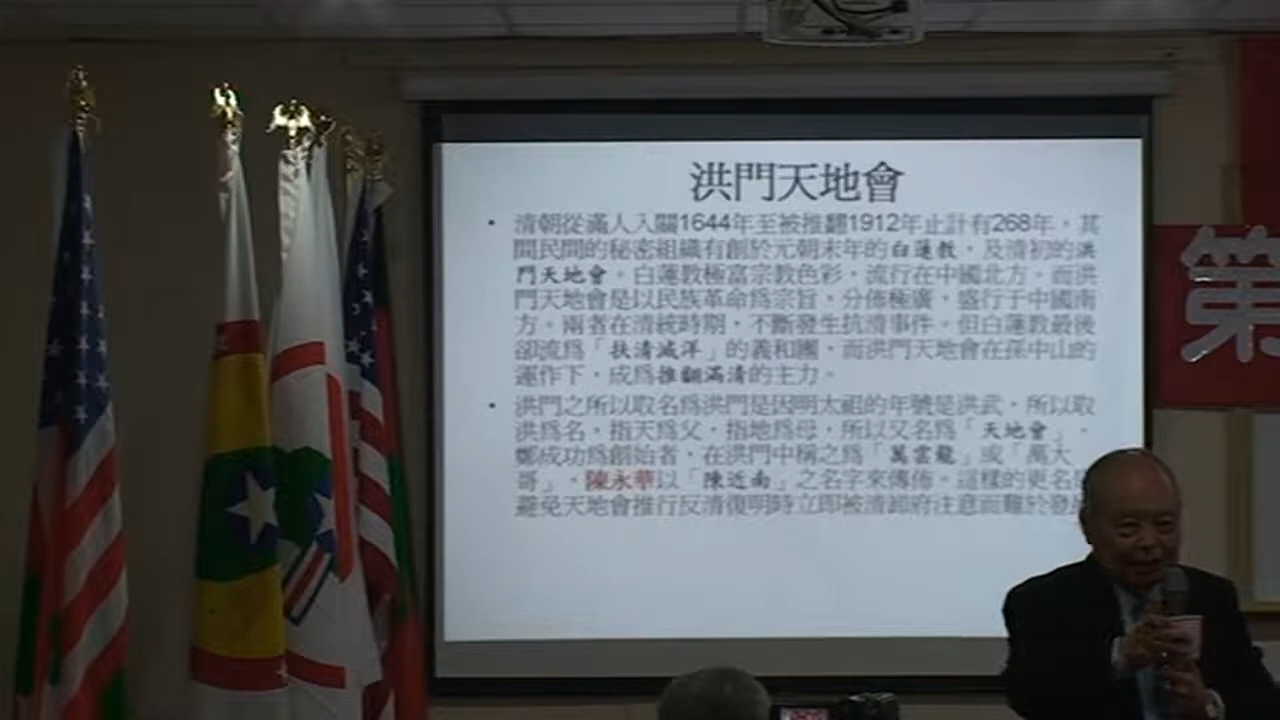 洪門天地會
• 清朝從滿人入關1644年至被推翻1912年止計有268年，其
間民間的秘密組織有創於元朝末年的白蓮教，及清初的洪
門天地會。白蓮教極富宗教色彩，流行在中國北方。而洪
門天地會是以民族革命爲宗旨，分佈極廣，盛行于中國南
方。兩者在清統時期，不斷發生抗清事件。但白蓮教最後
卻流爲「扶清滅洋」的義和團。而洪門天地會在孫中山的
運作下，成爲推翻滿清的主力。
• 洪門之所以取名爲洪門是因明太祖的年號是洪武。所以取
洪爲名，指天爲父，指地爲母，所以又名爲「天地會」。
鄭成功爲創始者，在洪門中稱之爲「萬雲龍」或「萬大
哥」。陳永華以「陳近南」之名字來傳佈。這樣的更名
避免天地會推行反清復明時立即被清卸府注意而難於發
第